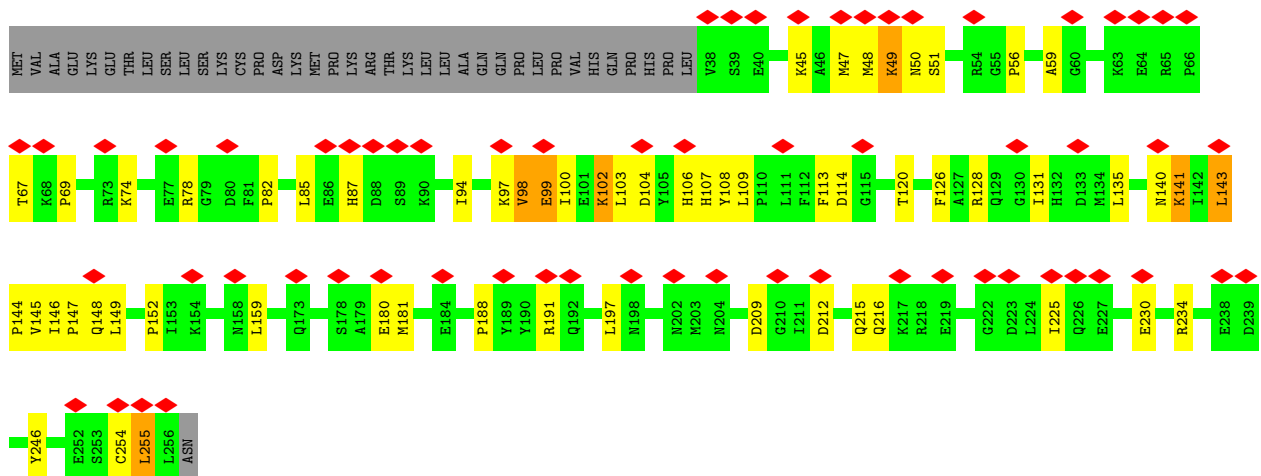 MET VAL ALA GLU LYS GLU THR LEU SER LEU SER LYS CYS PRO ASP LYS MET PRO LYS ARG THR LYS LEU LEU ALA GLN GLN PRO LEU PRO VAL HIS GLN PRO HIS PRO LEU V38 S39 E40 K45 A46 M47 M48 K49 N50 S51 R54 G55 P56 A59 G60 K63 E64 R65 P66
T67 K68 P69 R73 K74 E77 R78 G79 D80 F81 P82 L85 E86 H87 D88 S89 K90 I94 K97 V98 E99 I100 E101 K102 L103 D104 Y105 H106 H107 Y108 L109 P110 L111 F112 F113 D114 G115 T120 F126 A127 R128 Q129 G130 I131 H132 D133 M134 L135 N140 K141 I142 L143
P144 V145 I146 P147 Q148 L149 P152 I153 K154 N158 L159 Q173 S178 A179 E180 M181 E184 P188 Y189 Y190 R191 Q192 L197 N198 N202 M203 N204 D209 G210 I211 D212 Q215 Q216 K217 R218 E219 G222 D223 L224 I225 Q226 E227 E230 R234 E238 D239
Y246 E252 S253 C254 L255 L256 ASN